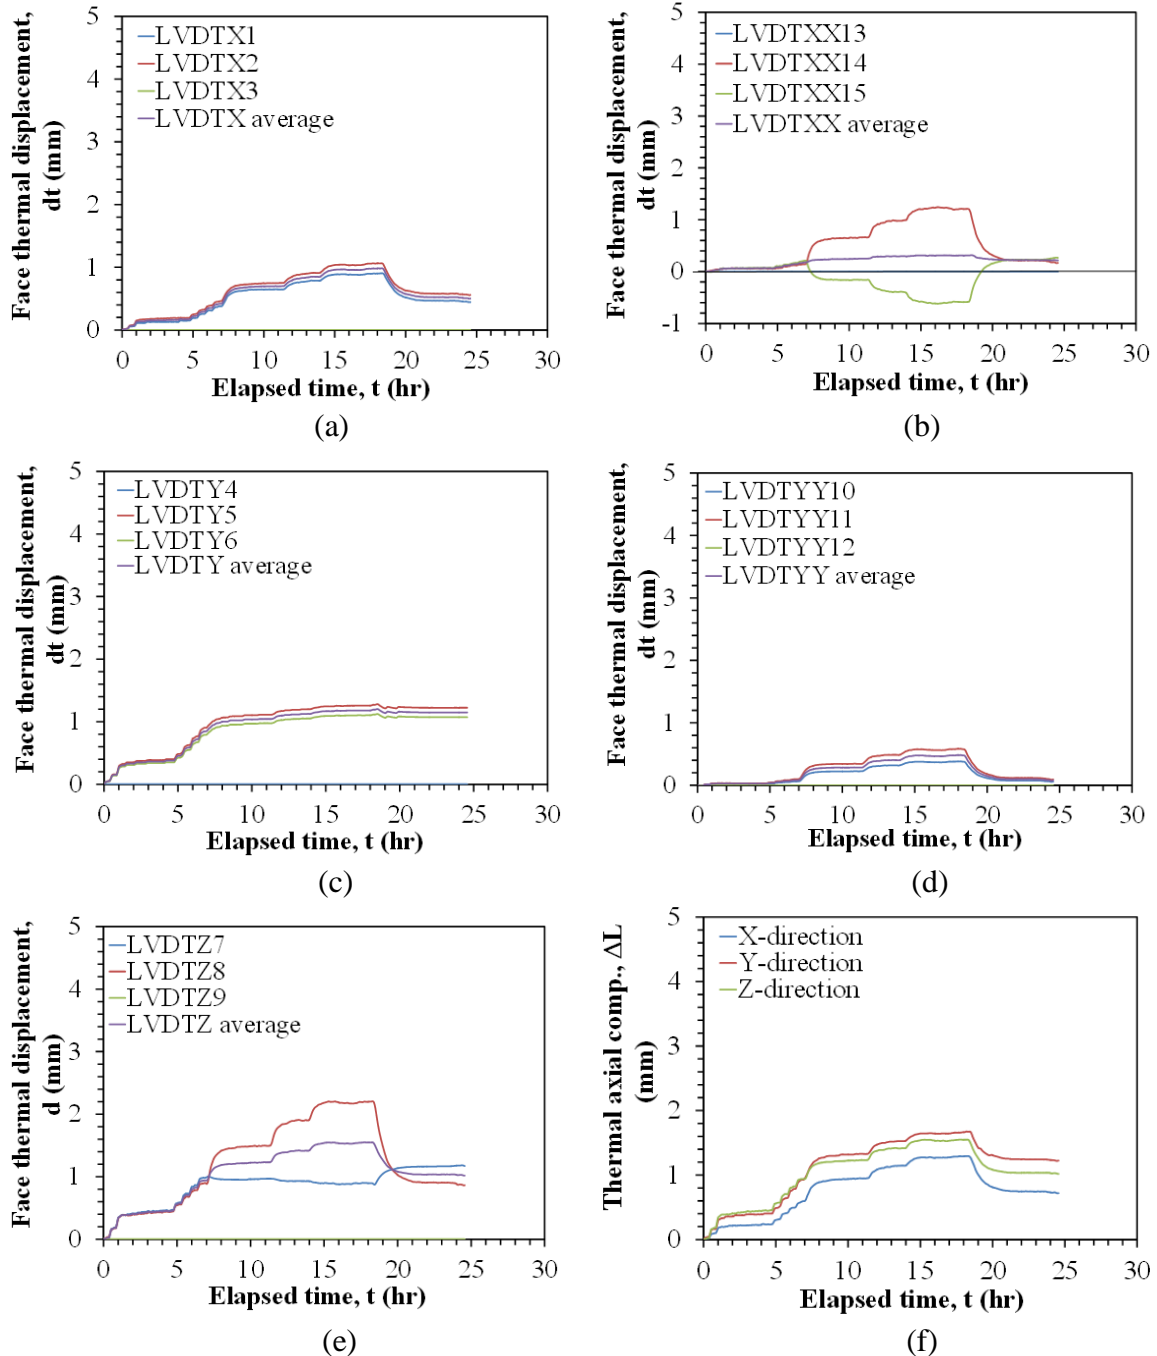 Face thermal displacement,
dt (mm)
5
4
3
2
1
0
LVDTX1
LVDTX2
LVDTX3
LVDTX average
0 5 10 15 20 25 30
Elapsed time, t (hr)
(a)
Face thermal displacement,
dt (mm)
5
4
3
2
1
0
-1
LVDTXX13
LVDTXX14
LVDTXX15
LVDTXX average
0 5 10 15 20 25 30
Elapsed time, t (hr)
(b)
Face thermal displacement,
dt (mm)
5
4
3
2
1
0
LVDTY4
LVDTY5
LVDTY6
LVDTY average
0 5 10 15 20 25 30
Elapsed time, t (hr)
(c)
Face thermal displacement,
dt (mm)
5
4
3
2
1
0
LVDTYY10
LVDTYY11
LVDTYY12
LVDTYY average
0 5 10 15 20 25 30
Elapsed time, t (hr)
(d)
Face thermal displacement,
d (mm)
5
4
3
2
1
0
LVDTZ7
LVDTZ8
LVDTZ9
LVDTZ average
0 5 10 15 20 25 30
Elapsed time, t (hr)
(e)
Thermal axial comp., ΔL
(mm)
5
4
3
2
1
0
X-direction
Y-direction
Z-direction
0 5 10 15 20 25 30
Elapsed time, t (hr)
(f)